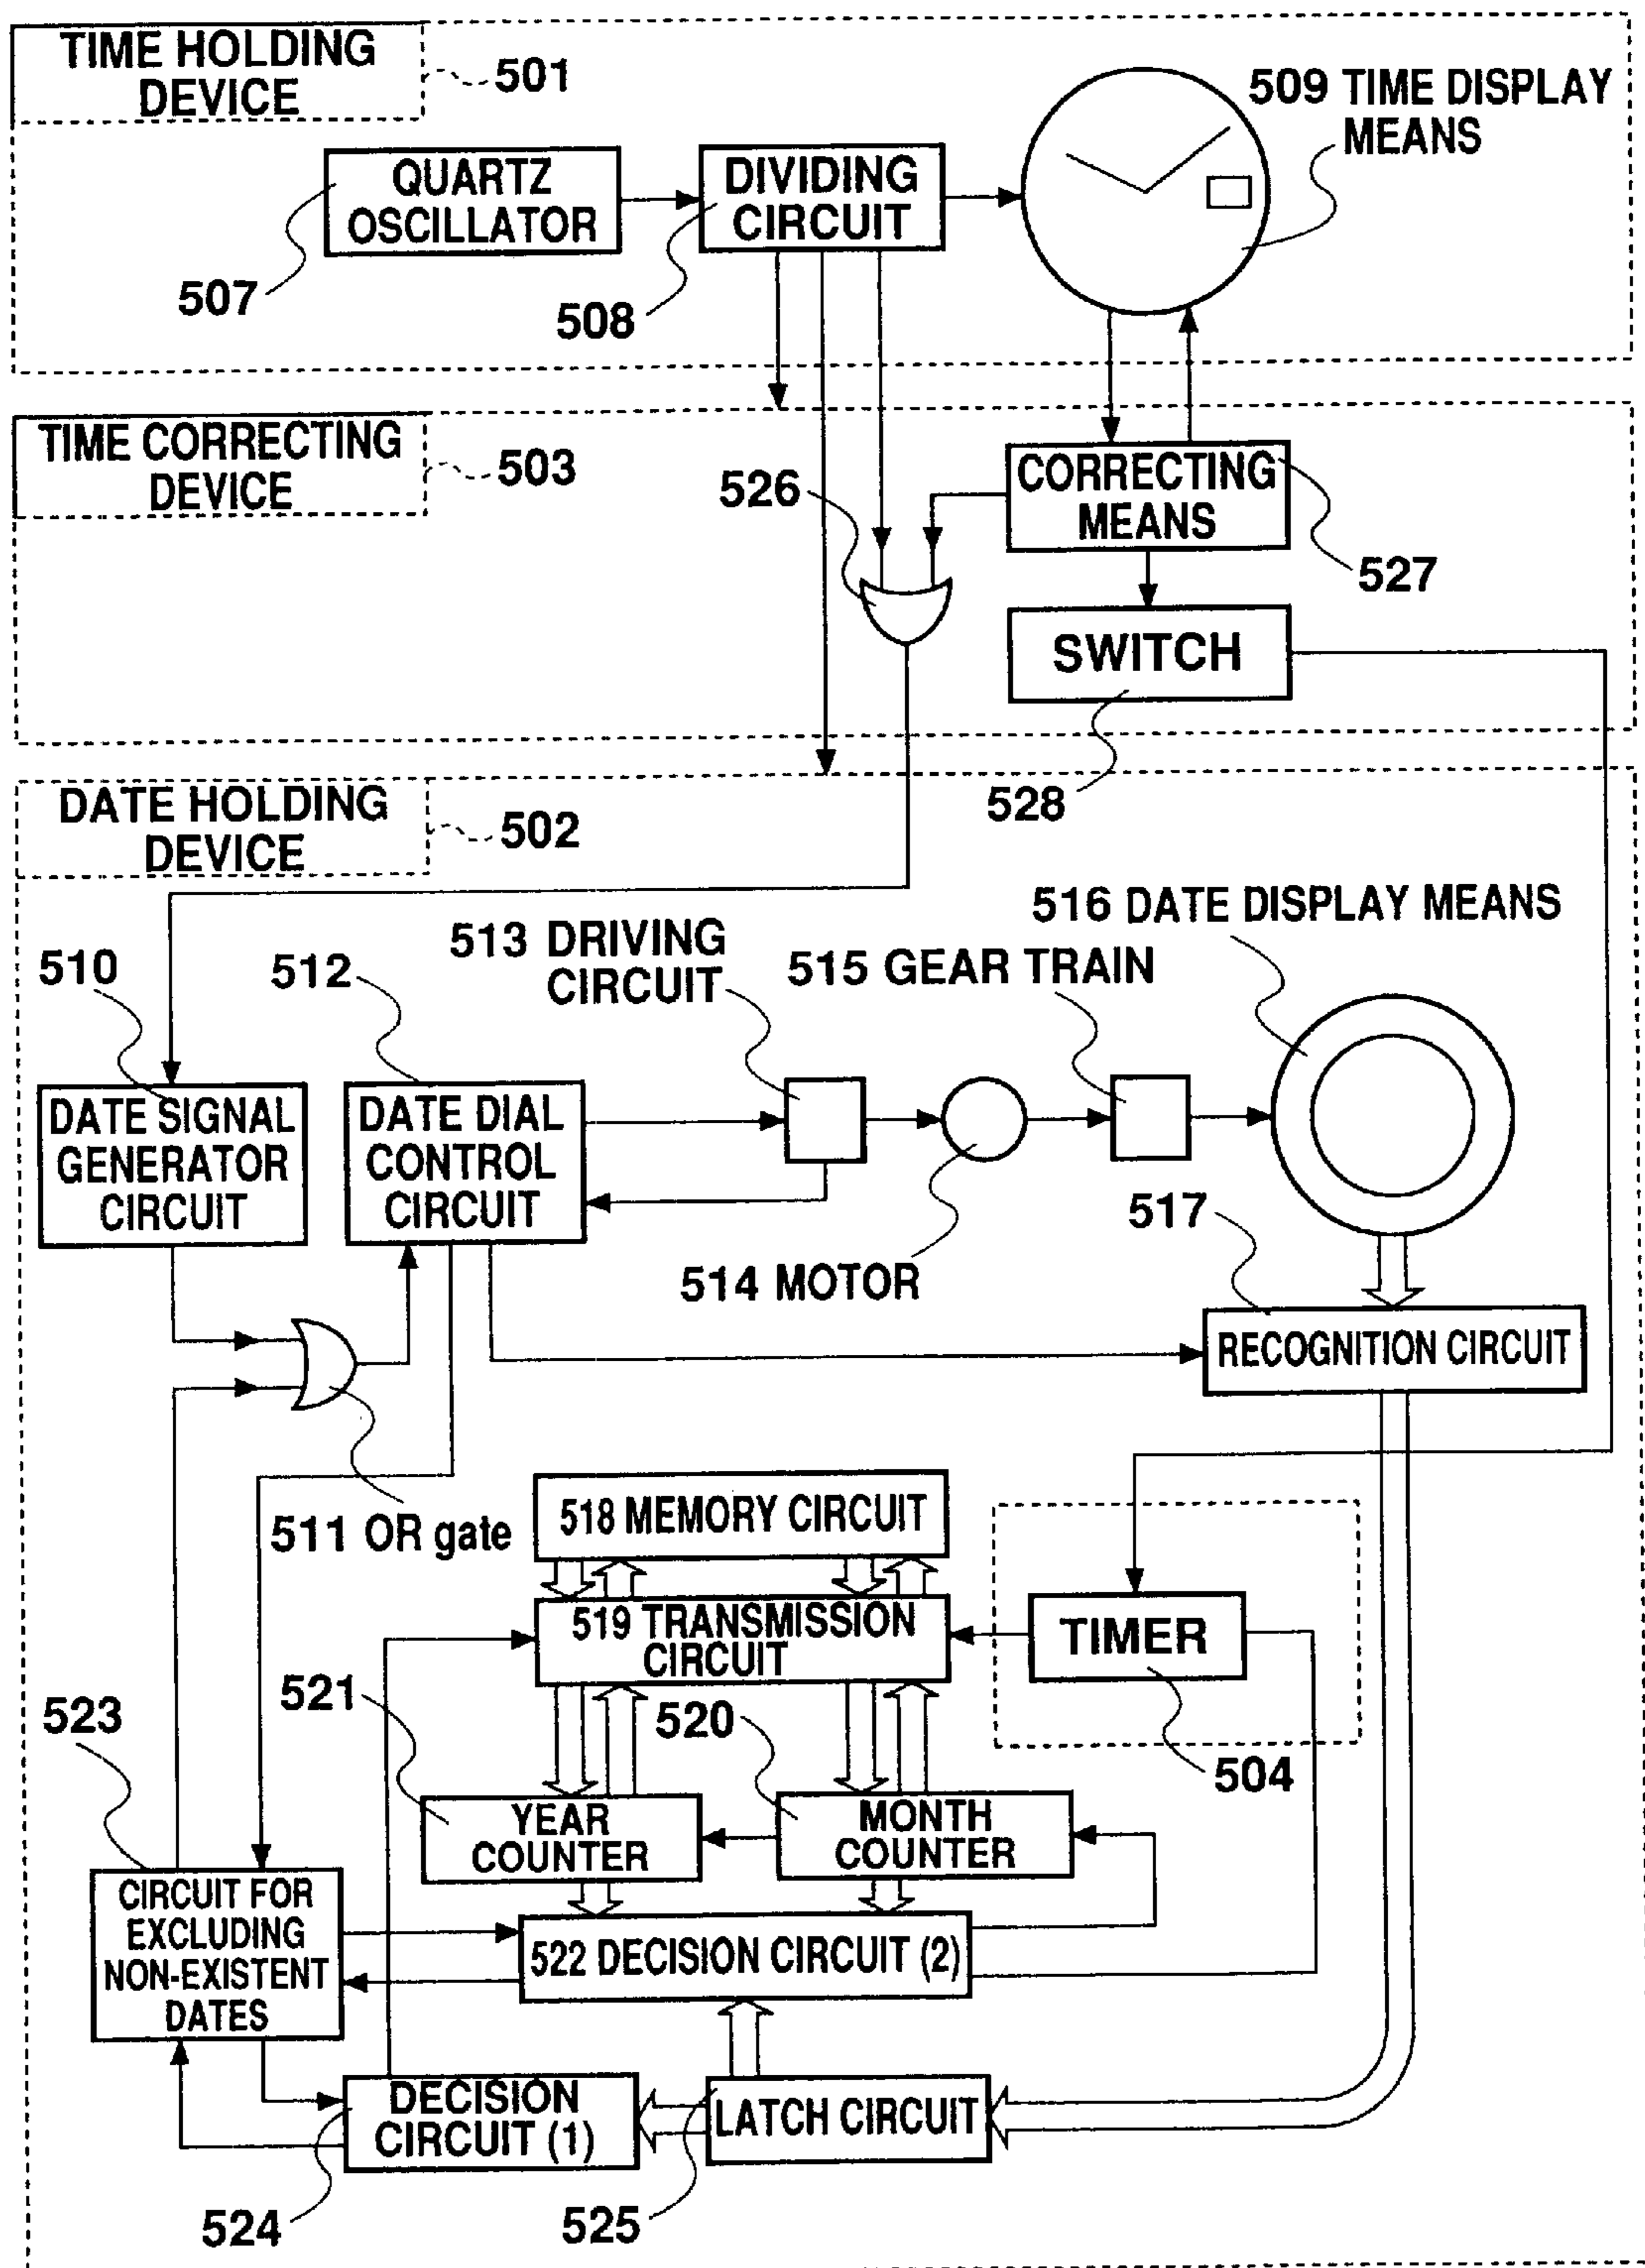 TIME HOLDING
DEVICE
501
509 TIME DISPLAY
MEANS
QUARTZ
OSCILLATOR
DIVIDING
CIRCUIT
507
508
TIME CORRECTING
DEVICE
503
526
CORRECTING
MEANS
527
SWITCH
528
DATE HOLDING
DEVICE
502
516 DATE DISPLAY MEANS
513 DRIVING
CIRCUIT
515 GEAR TRAIN
510
512
DATE SIGNAL
GENERATOR
CIRCUIT
DATE DIAL
CONTROL
CIRCUIT
517
514 MOTOR
RECOGNITION CIRCUIT
511 OR gate
518 MEMORY CIRCUIT
519 TRANSMISSION
CIRCUIT
TIMER
521
520
523
504
YEAR
COUNTER
MONTH
COUNTER
CIRCUIT FOR
EXCLUDING
NON-EXISTENT
DATES
522 DECISION CIRCUIT (2)
DECISION
CIRCUIT (1)
LATCH CIRCUIT
524
525